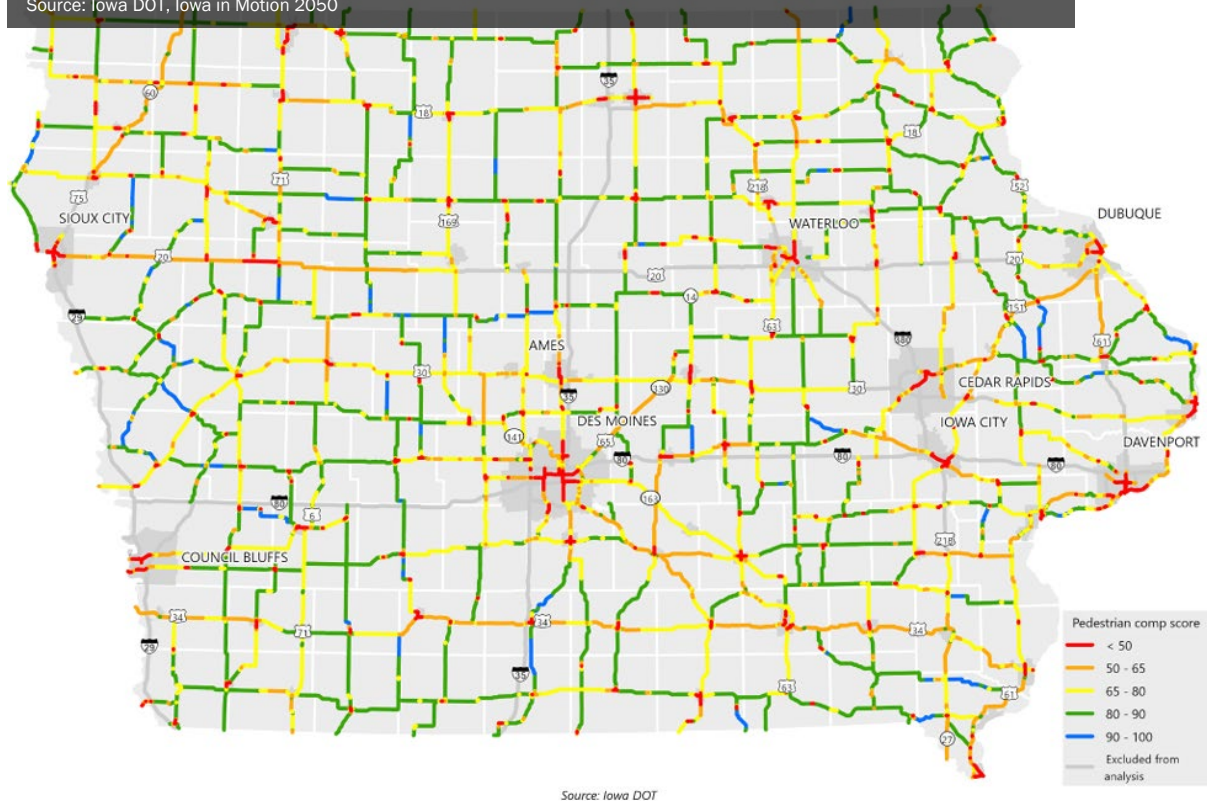 Source: Iowa DOT, Iowa in Motion 2050
35
60
18
18
71
218
52
75
SIOUX CITY
169
WATERLOO
DUBUQUE
20
20
20
14
151
29
63
61
380
AMES
30
35
330
30
CEDAR RAPIDS
DES MOINES
IOWA CITY
141
65
80
80
80
DAVENPORT
80
6
163
218
COUNCIL BLUFFS
34
71
34
34
29
35
63
61
27
Pedestrian comp score
< 50
50 - 65
65 - 80
80 - 90
90 - 100
Excluded from
analysis
Source: Iowa DOT